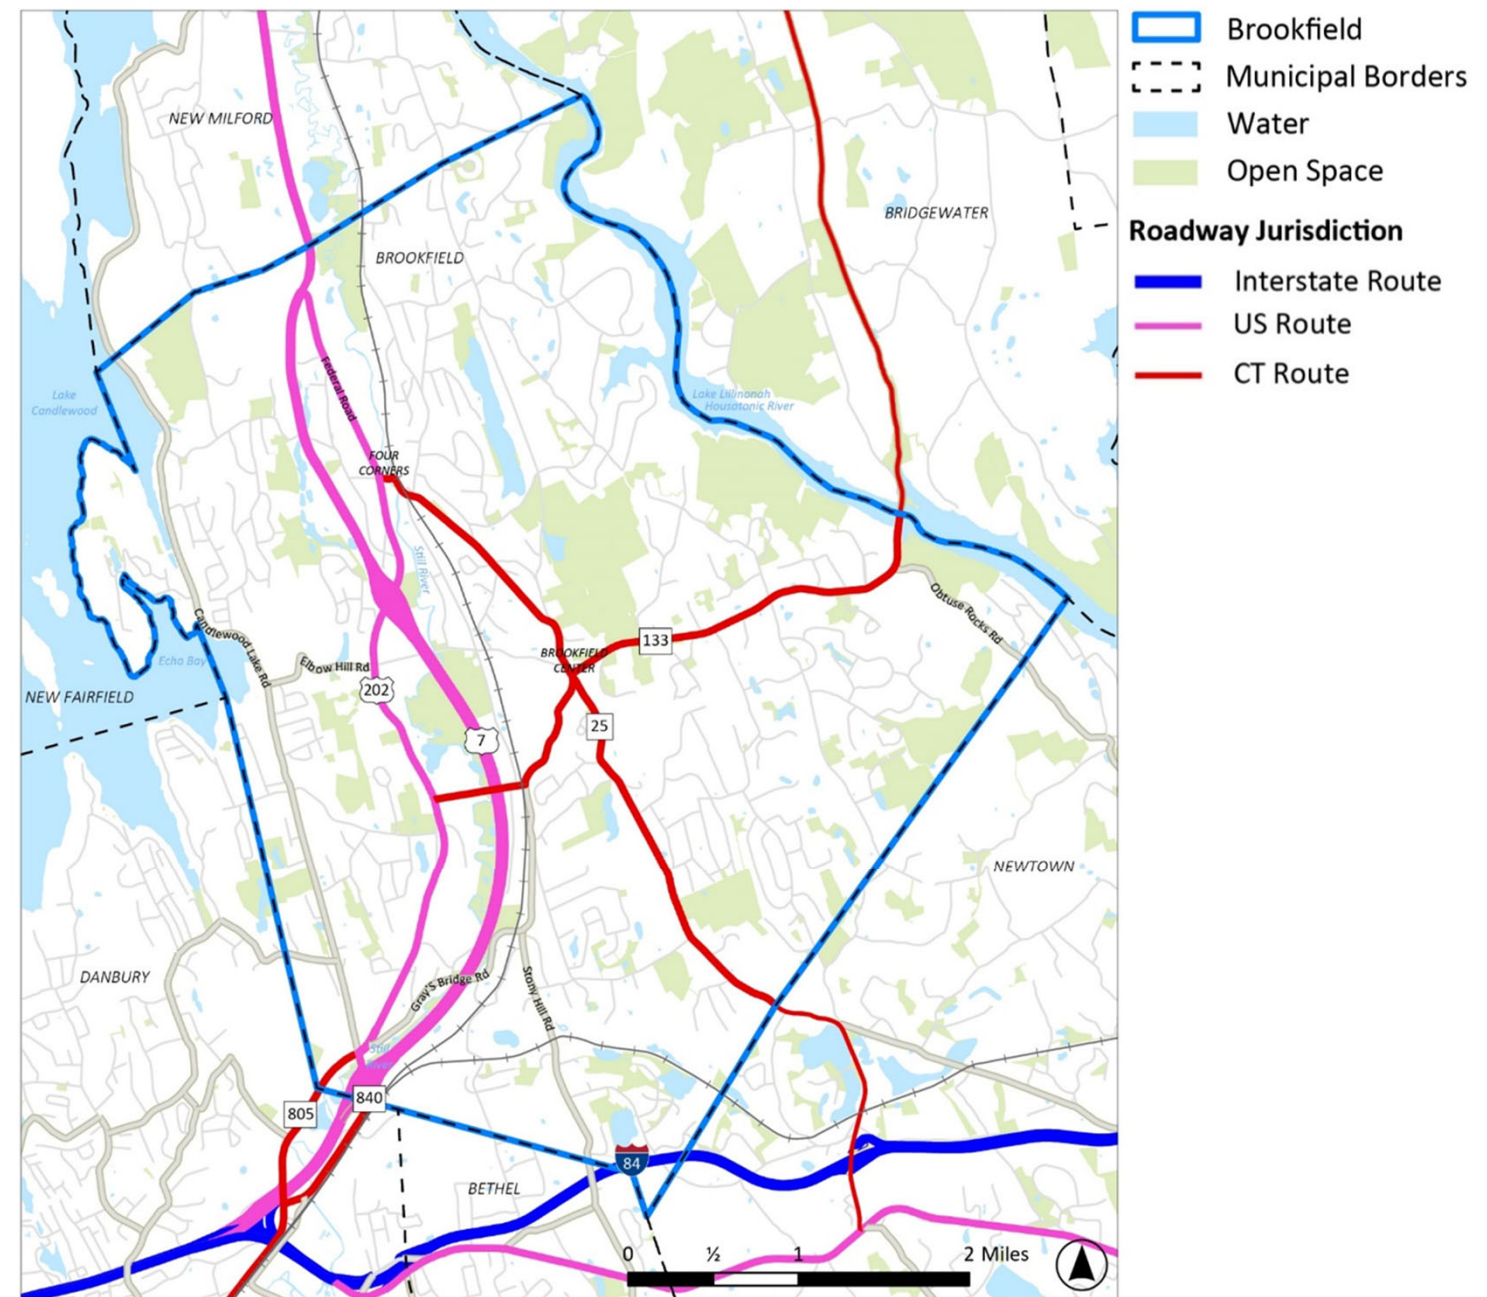 NEW MILFORD
BROOKFIELD
BRIDGEWATER
Federal Road
Lake
Candlewood
Lake Lillinonah
Housatonic River
FOUR
CORNERS
Still River
Candlewood Lake Rd
Obtuse Rocks Rd
133
BROOKFIELD
CENTER
Echo Bay
Elbow Hill Rd
NEW FAIRFIELD
202
25
7
NEWTOWN
DANBURY
Gray'S Bridge Rd
Stony Hill Rd
Still
River
840
805
84
BETHEL
0 ½ 1 2 Miles
Brookfield
Municipal Borders
Water
Open Space
Roadway Jurisdiction
Interstate Route
US Route
CT Route